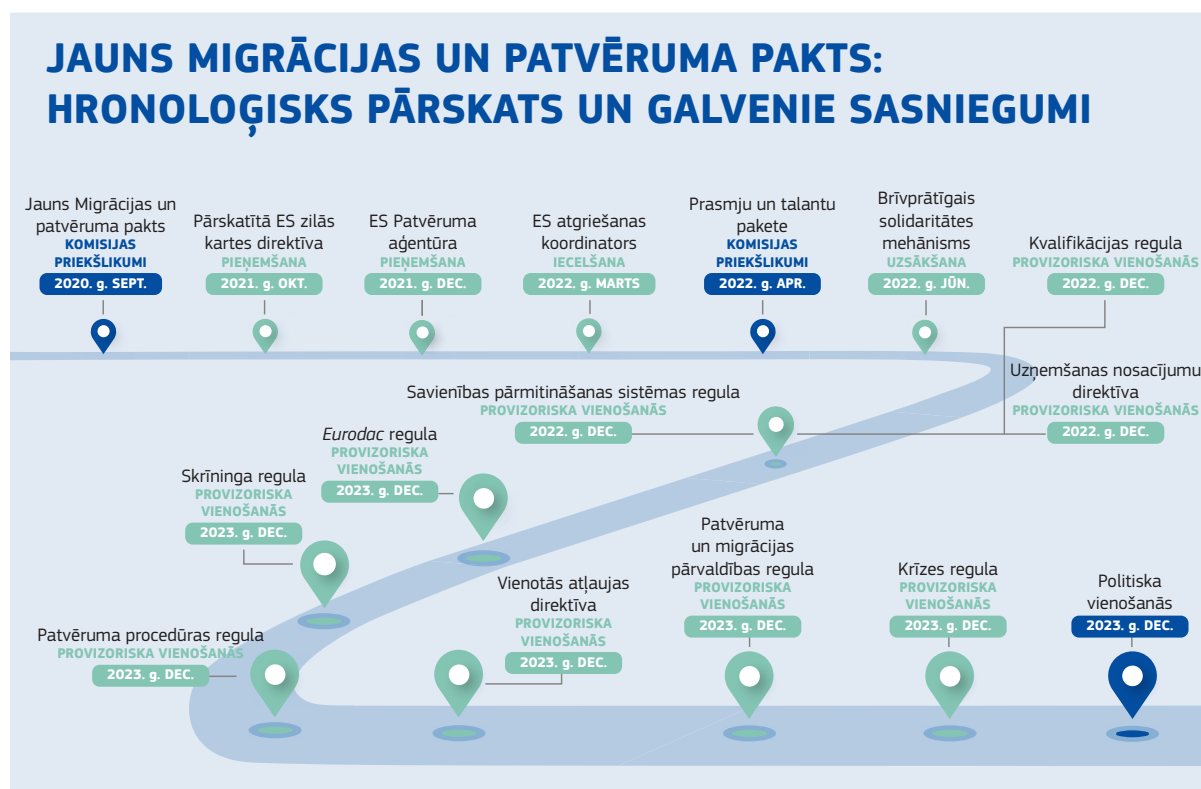 JAUNS MIGRĀCIJAS UN PATVĒRUMA PAKTS:
HRONOLOĢISKS PĀRSKATS UN GALVENIE SASNIEGUMI
Jauns Migrācijas un
patvēruma pakts
KOMISIJAS
PRIEKŠLIKUMI
2020. g. SEPT.
Pārskatītā ES zilās
kartes direktīva
PIEŅEMŠANA
2021. g. OKT.
ES Patvēruma
aģentūra
PIEŅEMŠANA
2021. g. DEC.
ES atgriešanas
koordinators
IECELŠANA
2022. g. MARTS
Prasmju un talantu
pakete
KOMISIJAS
PRIEKŠLIKUMI
2022. g. APR.
Brīvprātīgais
solidaritātes
mehānisms
UZSĀKŠANA
2022. g. JŪN.
Kvalifikācijas regula
PROVIZORISKA VIENOŠANĀS
2022. g. DEC.
Uzņemšanas nosacījumu
direktīva
PROVIZORISKA VIENOŠANĀS
2022. g. DEC.
Savienības pārmitināšanas sistēmas regula
PROVIZORISKA VIENOŠANĀS
2022. g. DEC.
Eurodac regula
PROVIZORISKA
VIENOŠANĀS
2023. g. DEC.
Skrīninga regula
PROVIZORISKA
VIENOŠANĀS
2023. g. DEC.
Patvēruma procedūras regula
PROVIZORISKA VIENOŠANĀS
2023. g. DEC.
Vienotās atļaujas
direktīva
PROVIZORISKA
VIENOŠANĀS
2023. g. DEC.
Patvēruma
un migrācijas
pārvaldības regula
PROVIZORISKA
VIENOŠANĀS
2023. g. DEC.
Krīzes regula
PROVIZORISKA
VIENOŠANĀS
2023. g. DEC.
Politiska
vienošanās
2023. g. DEC.